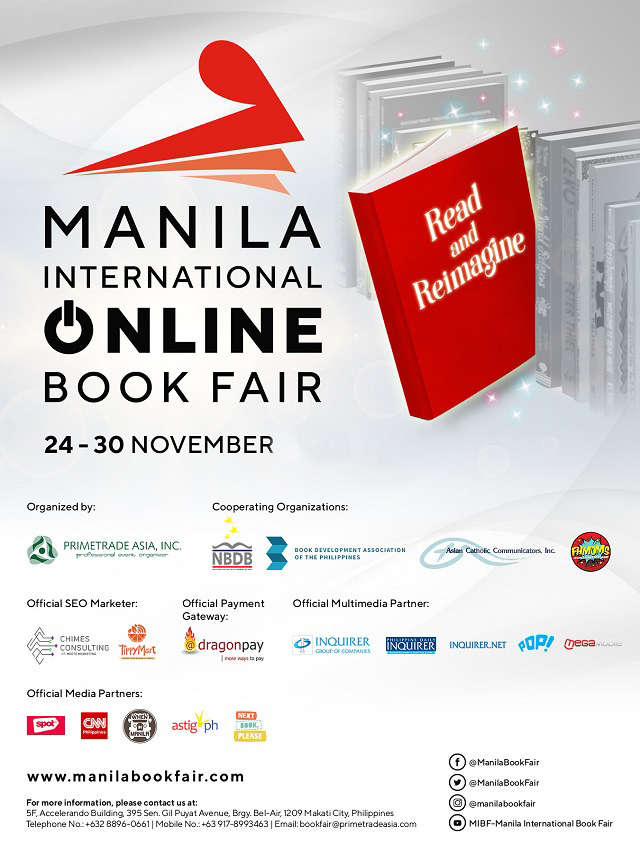 MANILA
INTERNATIONAL
ONLINE
BOOK FAIR
24 - 30 NOVEMBER
Read
and
Reimagine
Organized by:
PRIMETRADE ASIA, INC.
professional event organizer
Cooperating Organizations:
NBDB
BOOK DEVELOPMENT ASSOCIATION
OF THE PHILIPPINES
Asian Catholic Communicators, Inc.
FHMOMS
Official SEO Marketer:
CHIMES
CONSULTING
TippyMart
Official Payment
Gateway:
dragonpay
more ways to pay
Official Multimedia Partner:
INQUIRER
GROUP OF COMPANIES
PHILIPPINE DAILY
INQUIRER
INQUIRER.NET
POP!
MEGAMOBILE
Official Media Partners:
spot
CNN
Philippines
WHEN
IN
MANILA
astig ph
NEXT
BOOK,
PLEASE
www.manilabookfair.com
For more information, please contact us at:
5F, Accelerando Building, 395 Sen. Gil Puyat Avenue, Brgy. Bel-Air, 1209 Makati City, Philippines
Telephone No.: +632 8896-0661 | Mobile No.: +63 917-8993463 | Email: bookfair@primetradeasia.com
@ManilaBookFair
@ManilaBookFair
@manilabookfair
MIBF-Manila International Book Fair